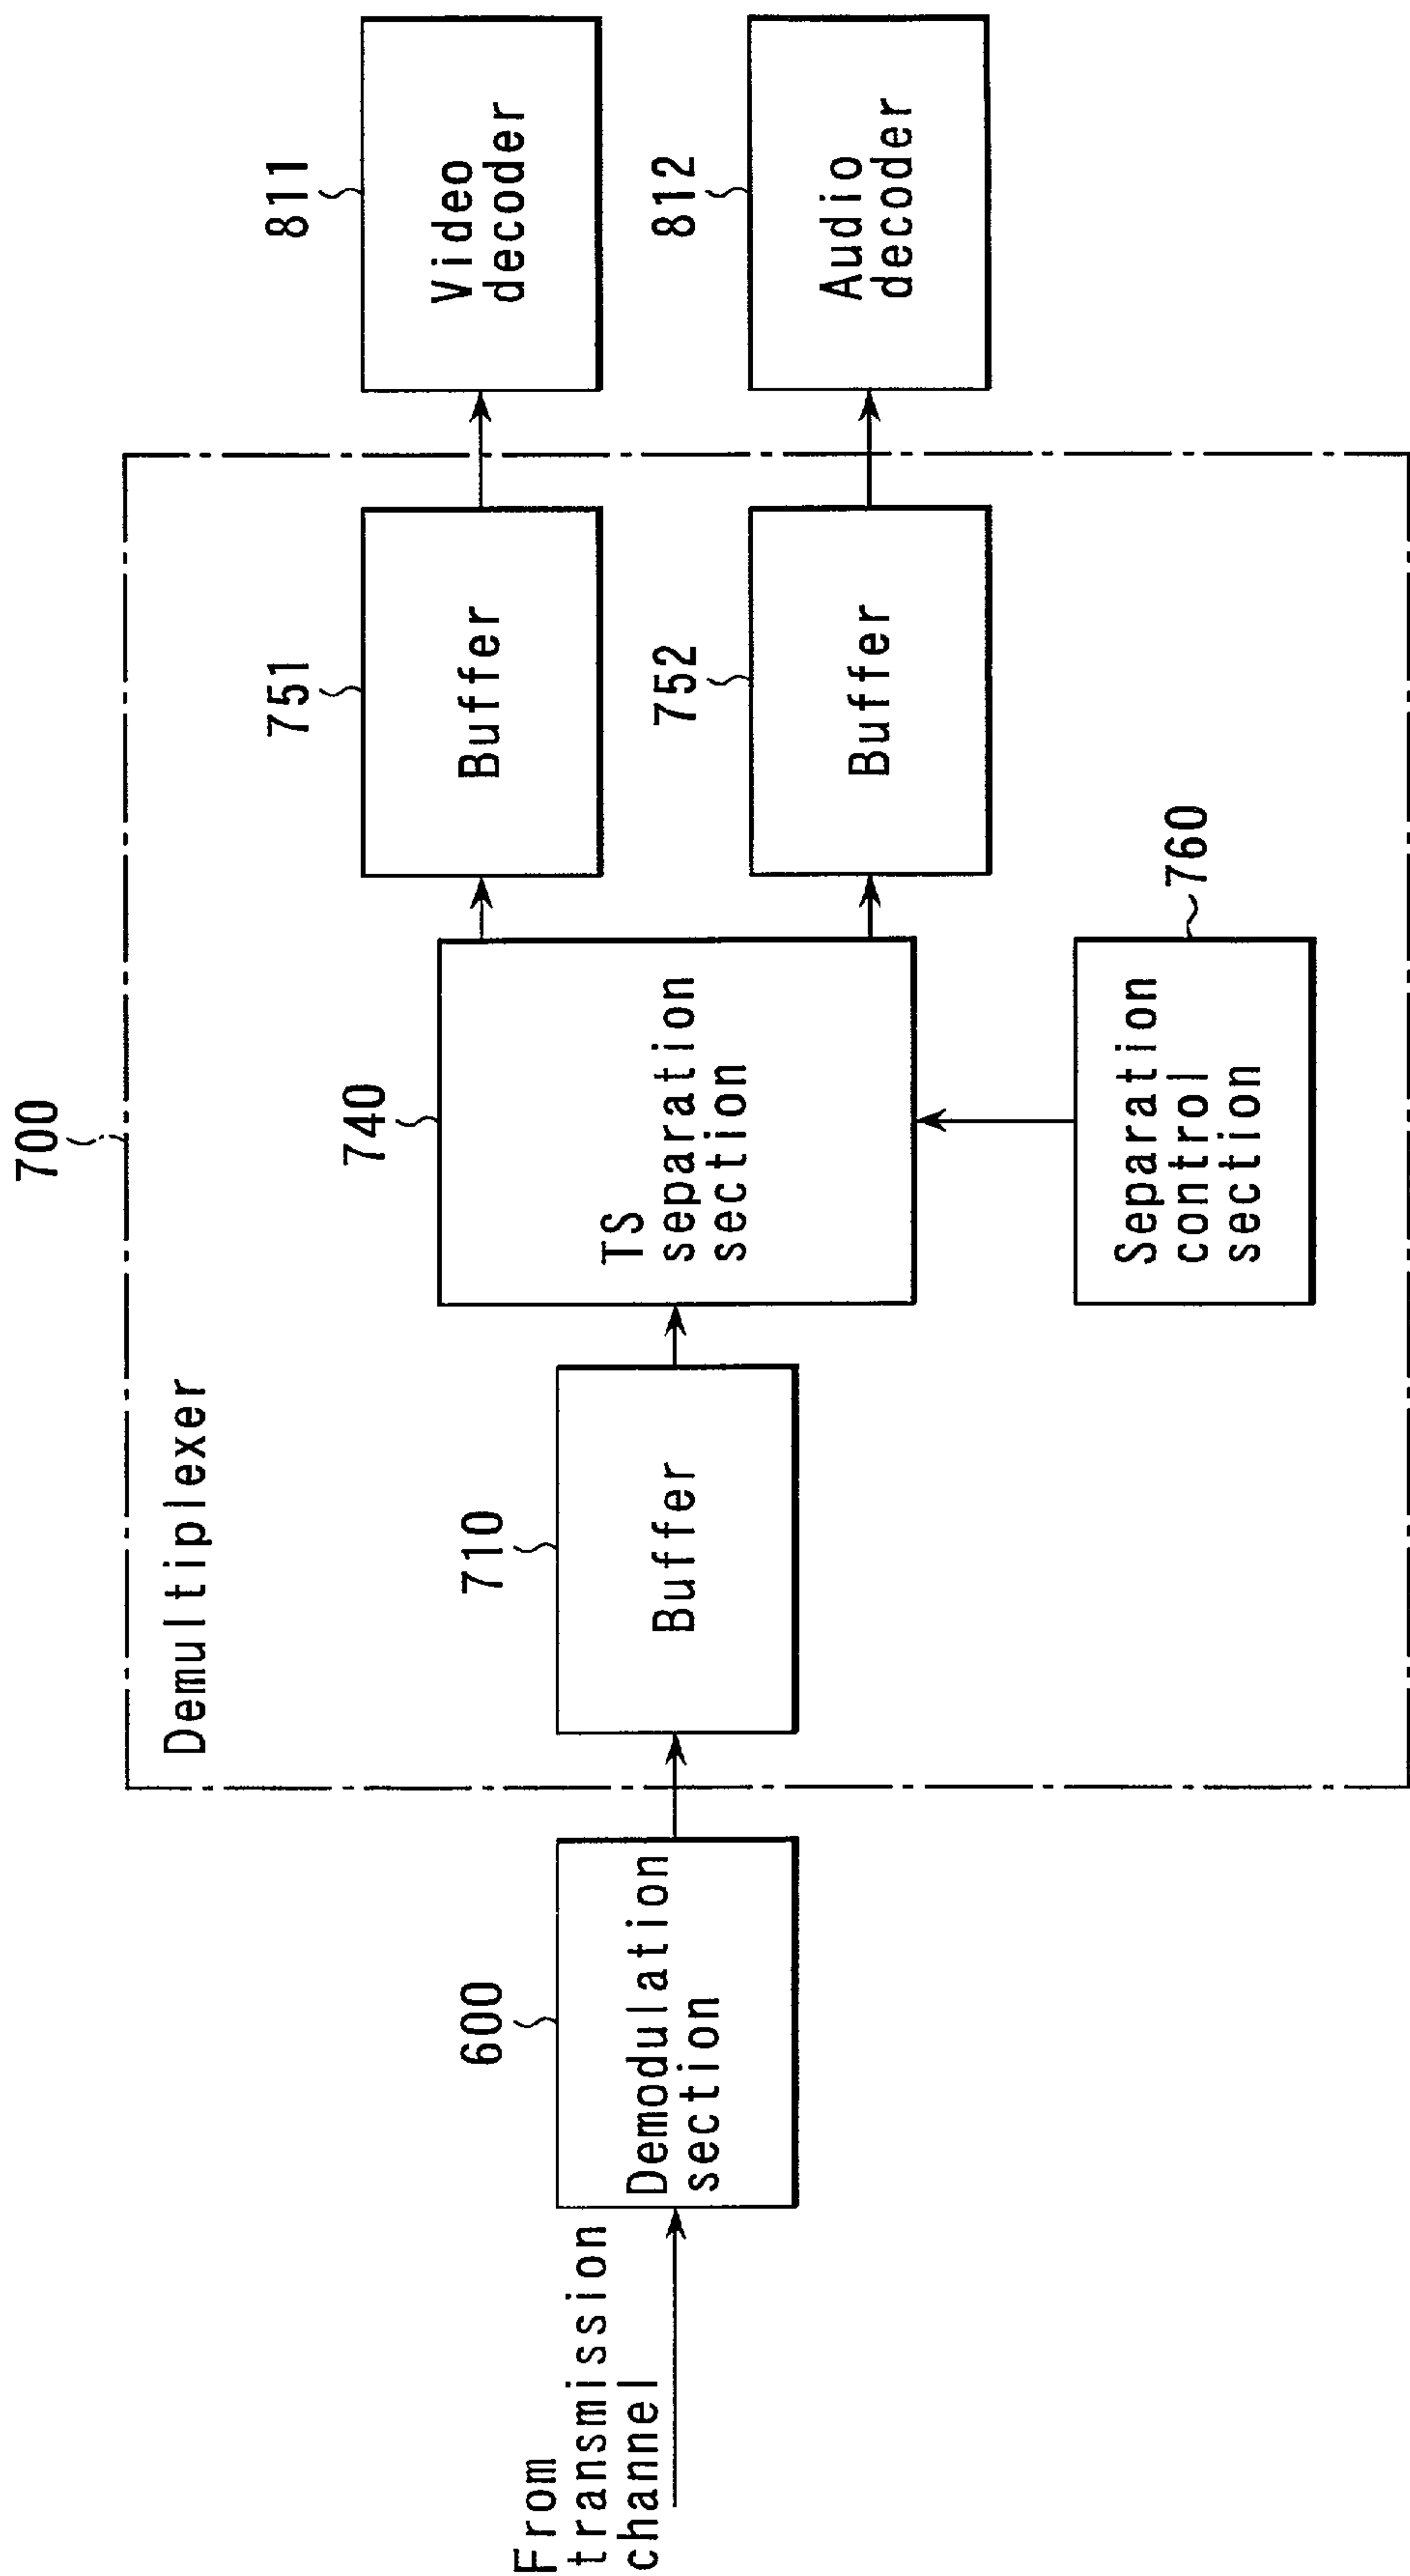 700
Demultiplexer
From
transmission
channel
600
Demodulation
section
710
Buffer
740
TS
separation
section
760
Separation
control
section
751
Buffer
752
Buffer
811
Video
decoder
812
Audio
decoder